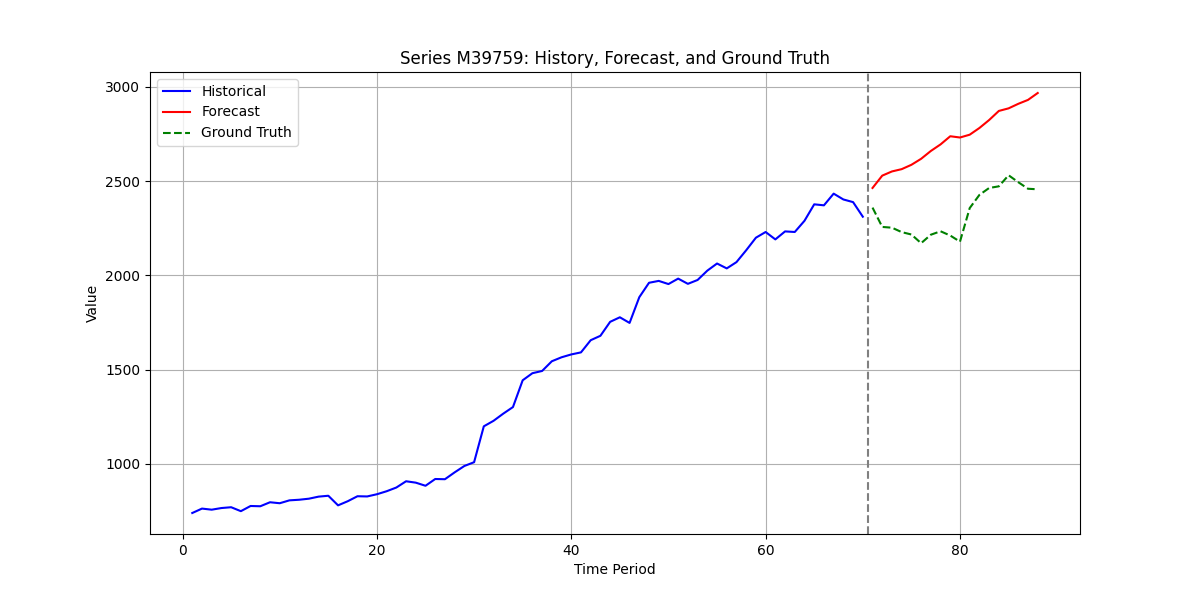 Series M39759: History, Forecast, and Ground Truth
Historical
Forecast
Ground Truth
3000
2500
2000
1500
1000
Value
0 20 40 60 80
Time Period